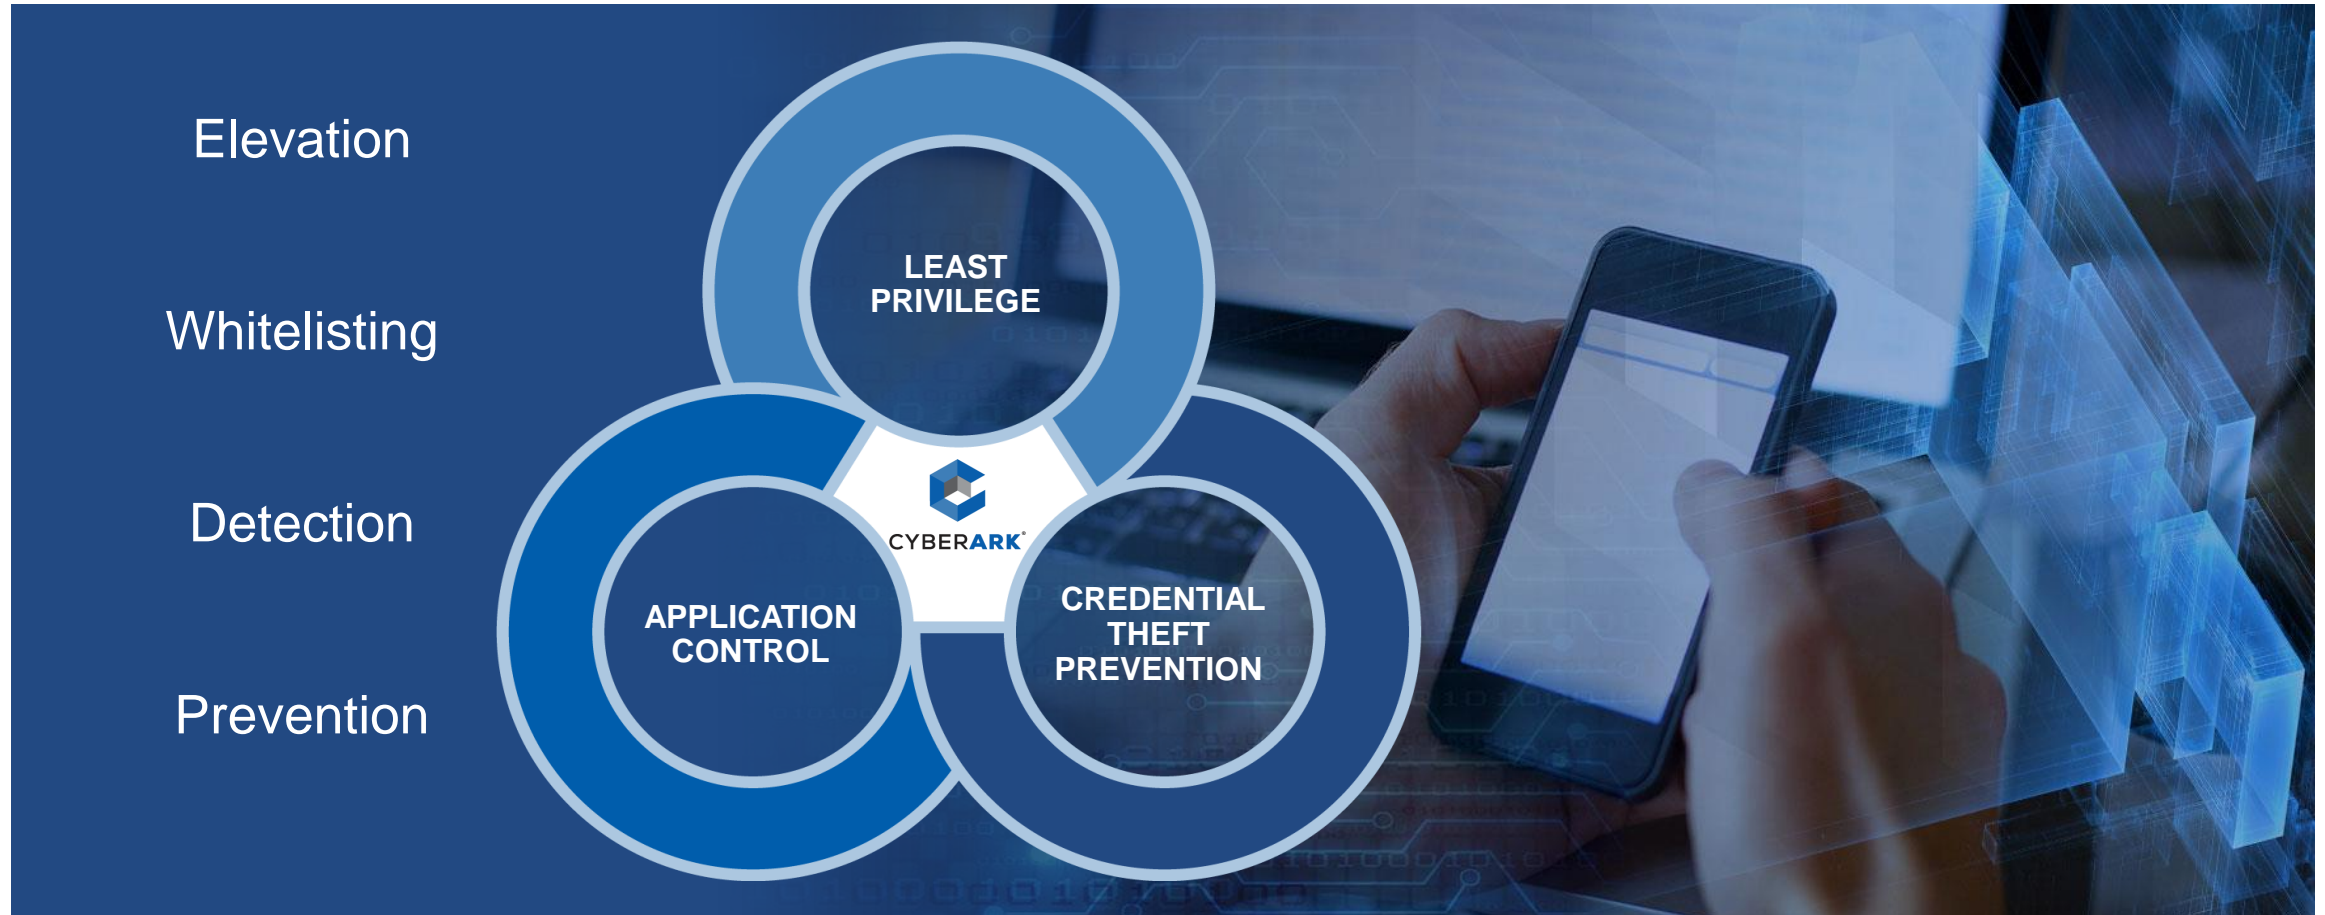 Elevation
Whitelisting
Detection
Prevention
LEAST
PRIVILEGE
CYBERARK®
APPLICATION
CONTROL
CREDENTIAL
THEFT
PREVENTION